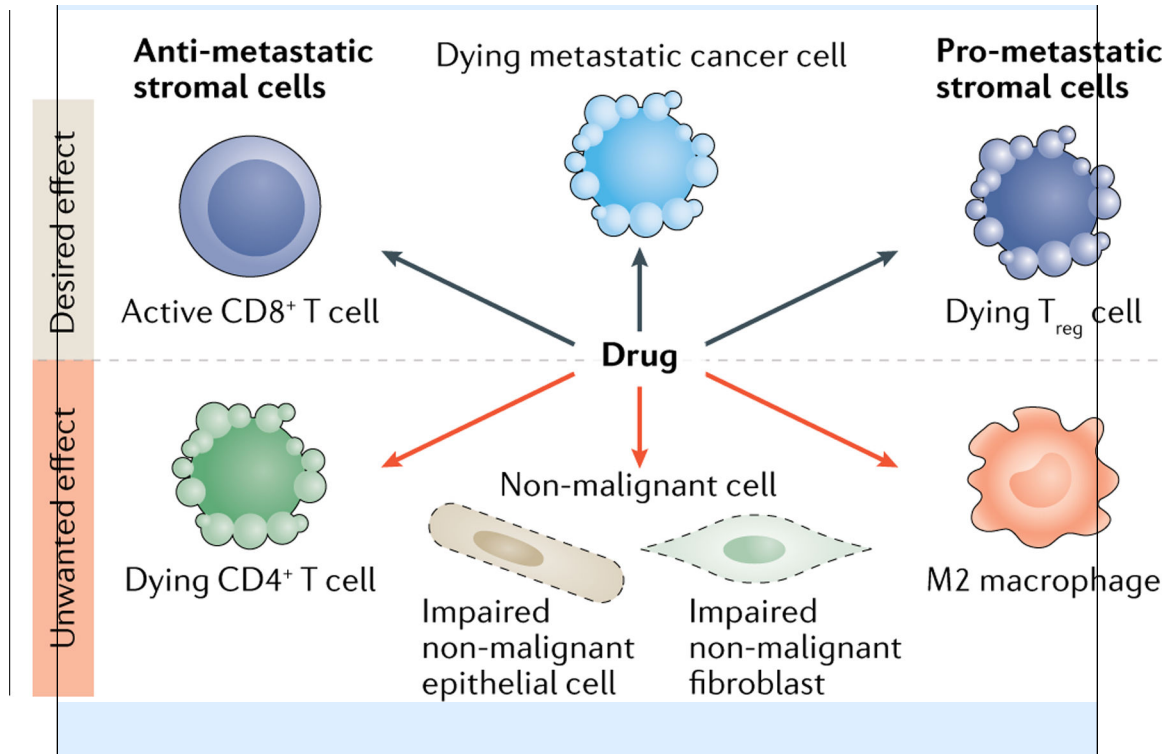 Anti-metastatic
stromal cells
Dying metastatic cancer cell
Pro-metastatic
stromal cells
Desired effect
Active CD8⁺ T cell
Dying T_reg cell
Drug
Unwanted effect
Non-malignant cell
Dying CD4⁺ T cell
M2 macrophage
Impaired
non-malignant
epithelial cell
Impaired
non-malignant
fibroblast